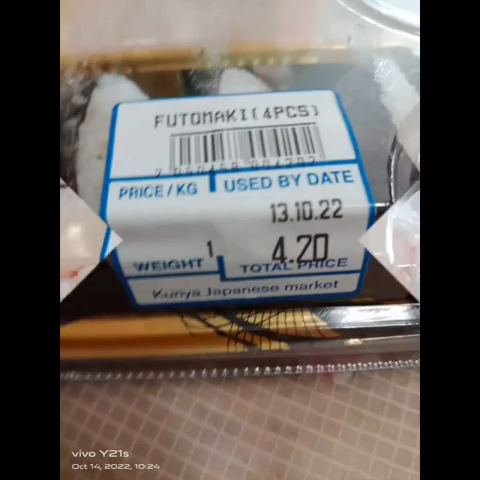 FUTOMAKI(4PCS)
PRICE/KG USED BY DATE
13.10.22
1 4.20
WEIGHT TOTAL PRICE
Kuriya Japanese market
vivo Y21s
Oct 14, 2022, 10:24